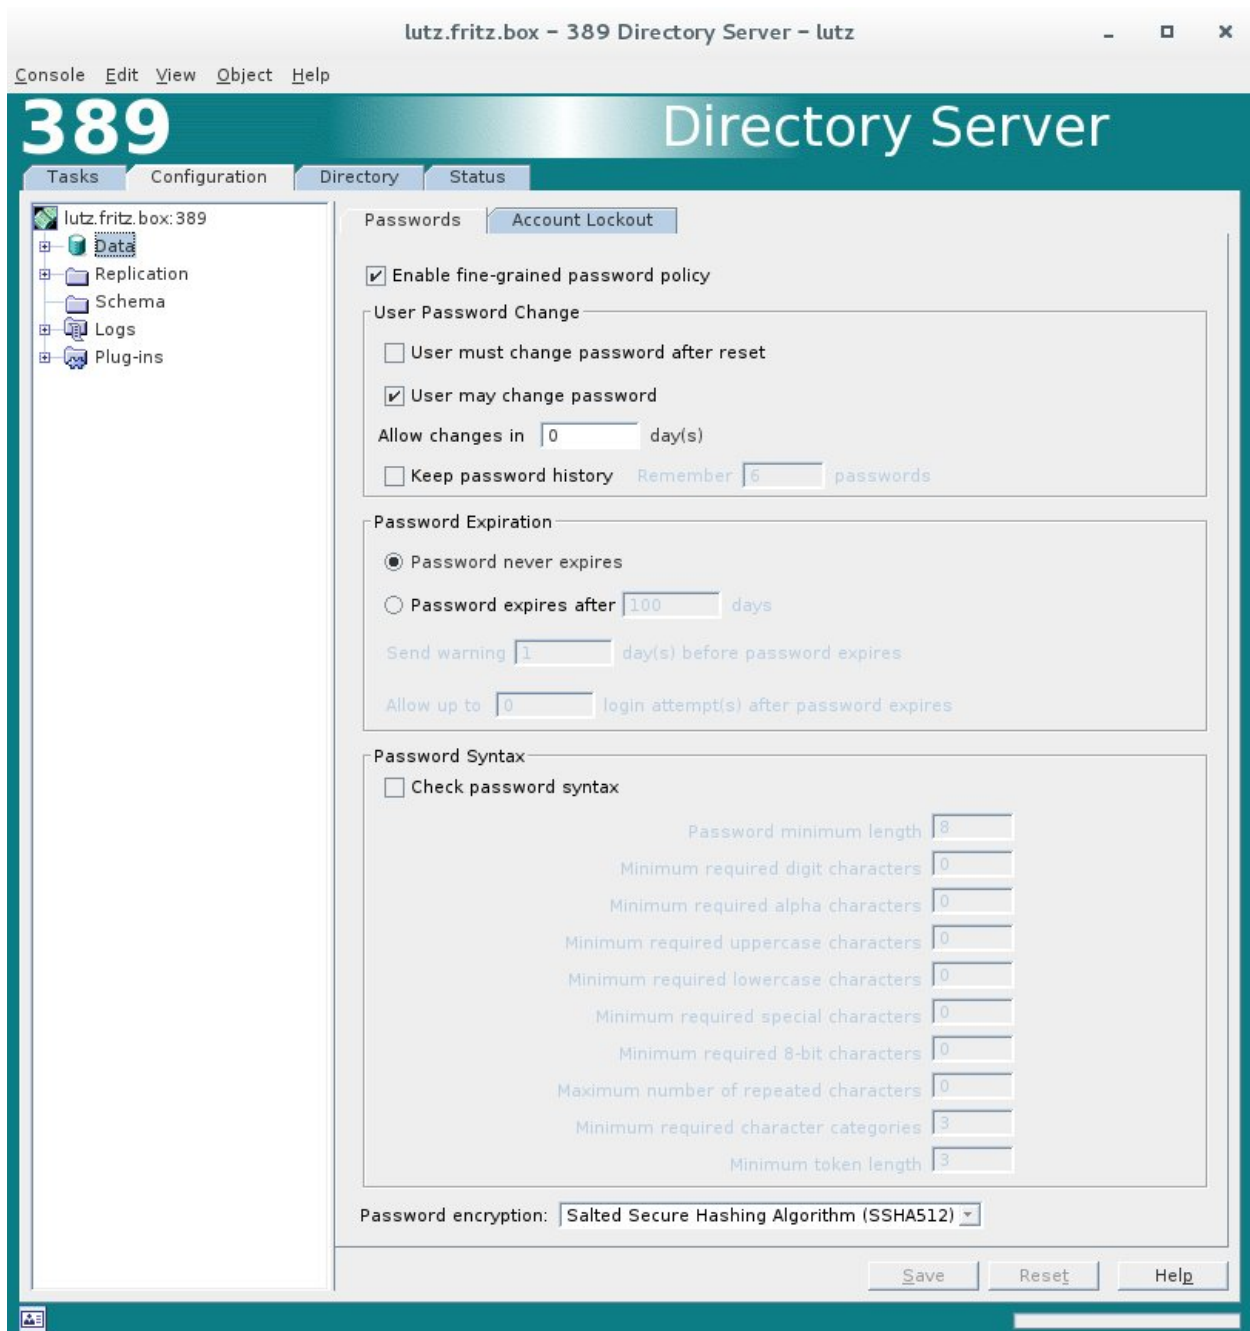 lutz.fritz.box – 389 Directory Server – lutz
Console Edit View Object Help
389 Directory Server
Tasks Configuration Directory Status
lutz.fritz.box:389
Data
Replication
Schema
Logs
Plug-ins
Passwords Account Lockout
Enable fine-grained password policy
User Password Change
User must change password after reset
User may change password
Allow changes in 0 day(s)
Keep password history Remember 6 passwords
Password Expiration
Password never expires
Password expires after 100 days
Send warning 1 day(s) before password expires
Allow up to 0 login attempt(s) after password expires
Password Syntax
Check password syntax
Password minimum length 8
Minimum required digit characters 0
Minimum required alpha characters 0
Minimum required uppercase characters 0
Minimum required lowercase characters 0
Minimum required special characters 0
Minimum required 8-bit characters 0
Maximum number of repeated characters 0
Minimum required character categories 3
Minimum token length 3
Password encryption: Salted Secure Hashing Algorithm (SSHA512)
Save Reset Help